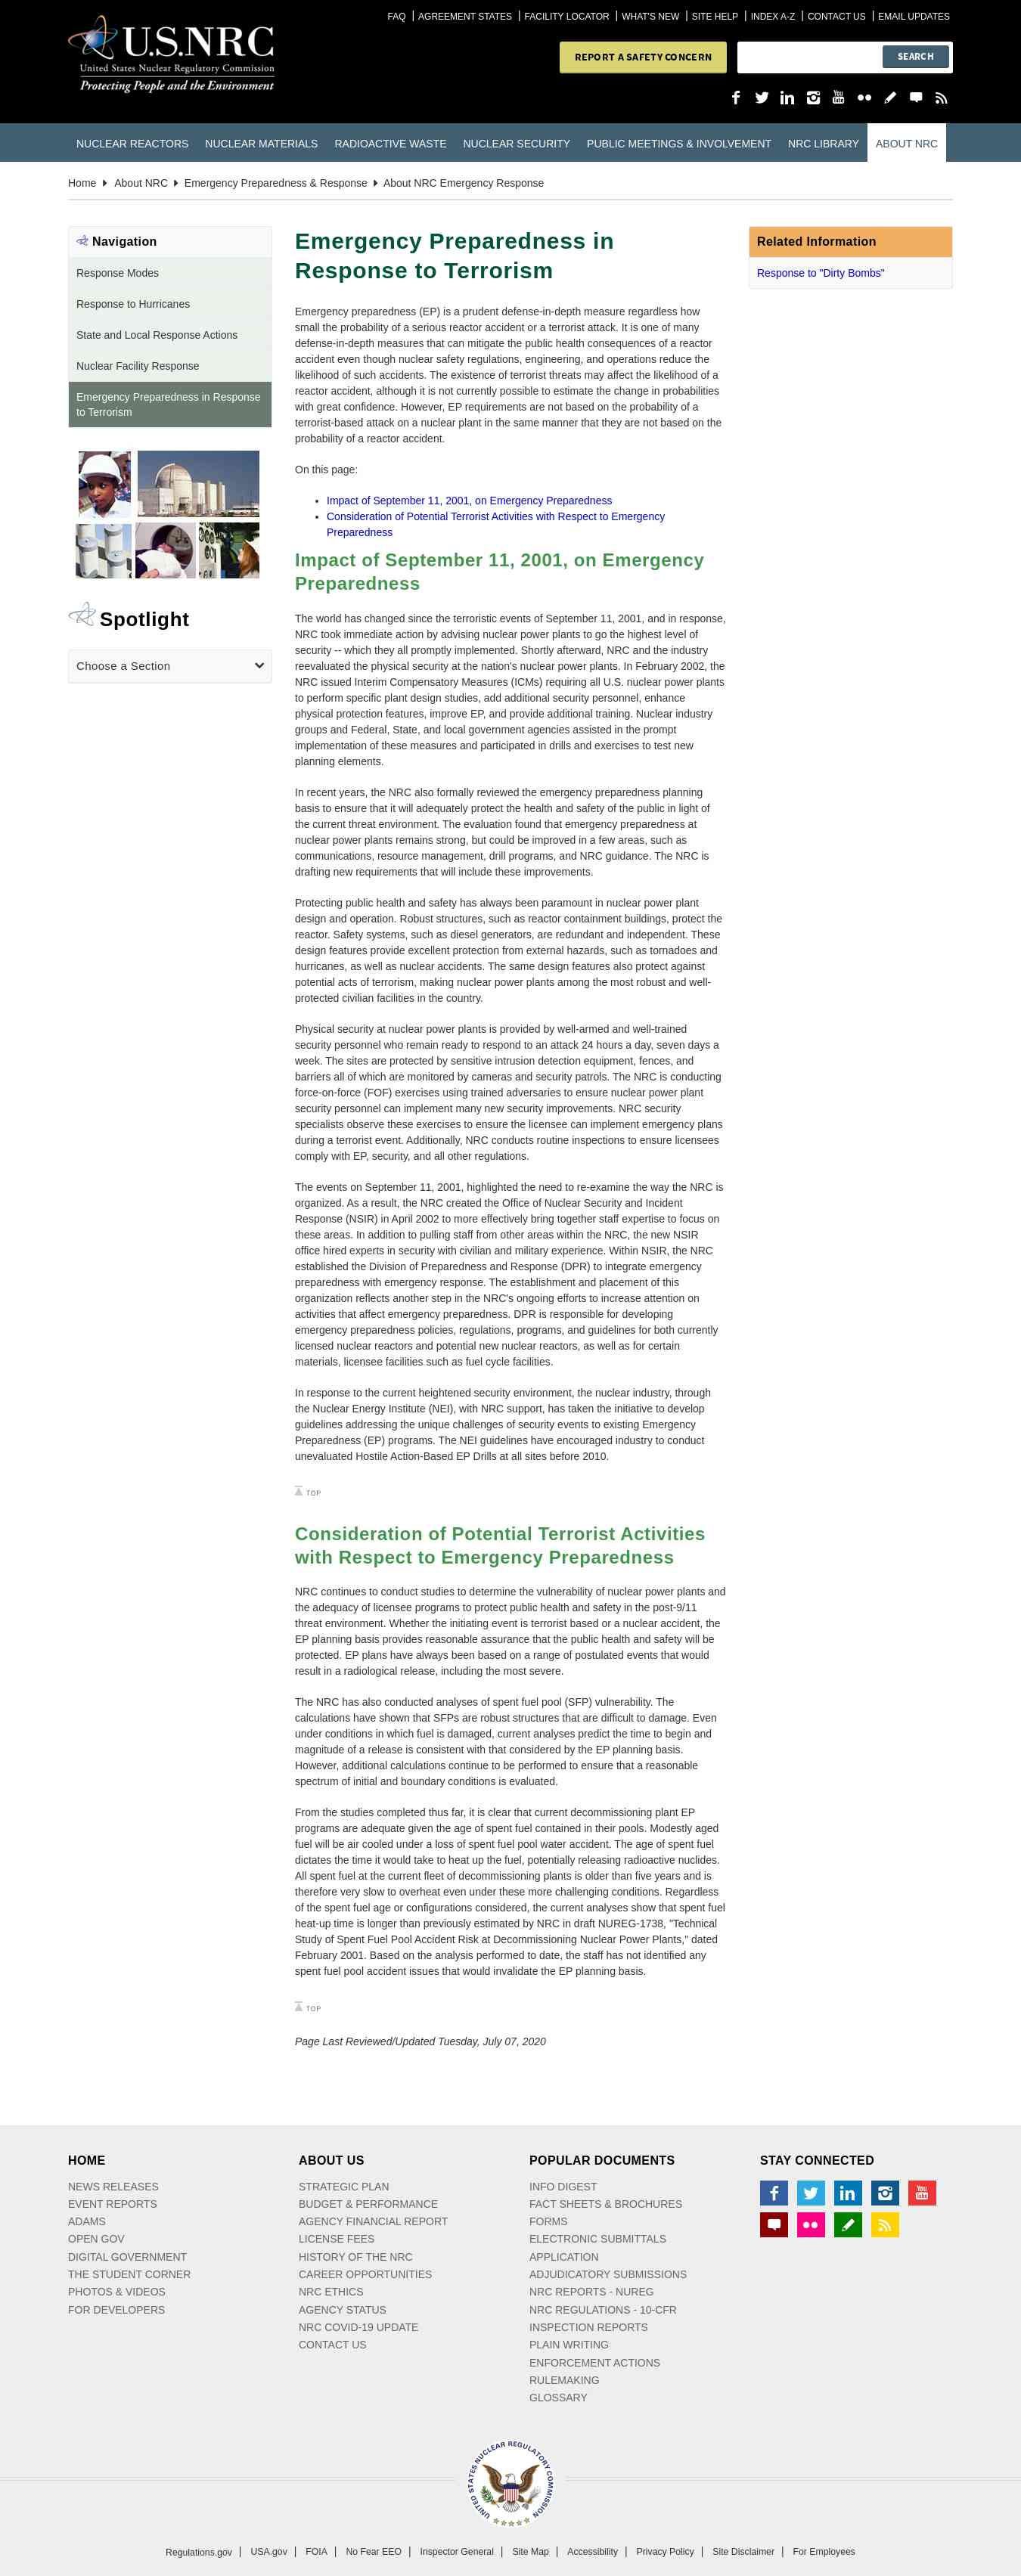 FAQ | AGREEMENT STATES | FACILITY LOCATOR | WHAT'S NEW | SITE HELP | INDEX A-Z | CONTACT US | EMAIL UPDATES
U.S.NRC
United States Nuclear Regulatory Commission
Protecting People and the Environment
REPORT A SAFETY CONCERN
SEARCH
NUCLEAR REACTORS NUCLEAR MATERIALS RADIOACTIVE WASTE NUCLEAR SECURITY PUBLIC MEETINGS & INVOLVEMENT NRC LIBRARY ABOUT NRC
Home About NRC Emergency Preparedness & Response About NRC Emergency Response
Navigation
Response Modes
Response to Hurricanes
State and Local Response Actions
Nuclear Facility Response
Emergency Preparedness in Response
to Terrorism
Spotlight
Choose a Section
Emergency Preparedness in
Response to Terrorism
Emergency preparedness (EP) is a prudent defense-in-depth measure regardless how
small the probability of a serious reactor accident or a terrorist attack. It is one of many
defense-in-depth measures that can mitigate the public health consequences of a reactor
accident even though nuclear safety regulations, engineering, and operations reduce the
likelihood of such accidents. The existence of terrorist threats may affect the likelihood of a
reactor accident, although it is not currently possible to estimate the change in probabilities
with great confidence. However, EP requirements are not based on the probability of a
terrorist-based attack on a nuclear plant in the same manner that they are not based on the
probability of a reactor accident.
On this page:
Impact of September 11, 2001, on Emergency Preparedness
Consideration of Potential Terrorist Activities with Respect to Emergency
Preparedness
Impact of September 11, 2001, on Emergency
Preparedness
The world has changed since the terroristic events of September 11, 2001, and in response,
NRC took immediate action by advising nuclear power plants to go the highest level of
security -- which they all promptly implemented. Shortly afterward, NRC and the industry
reevaluated the physical security at the nation's nuclear power plants. In February 2002, the
NRC issued Interim Compensatory Measures (ICMs) requiring all U.S. nuclear power plants
to perform specific plant design studies, add additional security personnel, enhance
physical protection features, improve EP, and provide additional training. Nuclear industry
groups and Federal, State, and local government agencies assisted in the prompt
implementation of these measures and participated in drills and exercises to test new
planning elements.
In recent years, the NRC also formally reviewed the emergency preparedness planning
basis to ensure that it will adequately protect the health and safety of the public in light of
the current threat environment. The evaluation found that emergency preparedness at
nuclear power plants remains strong, but could be improved in a few areas, such as
communications, resource management, drill programs, and NRC guidance. The NRC is
drafting new requirements that will include these improvements.
Protecting public health and safety has always been paramount in nuclear power plant
design and operation. Robust structures, such as reactor containment buildings, protect the
reactor. Safety systems, such as diesel generators, are redundant and independent. These
design features provide excellent protection from external hazards, such as tornadoes and
hurricanes, as well as nuclear accidents. The same design features also protect against
potential acts of terrorism, making nuclear power plants among the most robust and well-
protected civilian facilities in the country.
Physical security at nuclear power plants is provided by well-armed and well-trained
security personnel who remain ready to respond to an attack 24 hours a day, seven days a
week. The sites are protected by sensitive intrusion detection equipment, fences, and
barriers all of which are monitored by cameras and security patrols. The NRC is conducting
force-on-force (FOF) exercises using trained adversaries to ensure nuclear power plant
security personnel can implement many new security improvements. NRC security
specialists observe these exercises to ensure the licensee can implement emergency plans
during a terrorist event. Additionally, NRC conducts routine inspections to ensure licensees
comply with EP, security, and all other regulations.
The events on September 11, 2001, highlighted the need to re-examine the way the NRC is
organized. As a result, the NRC created the Office of Nuclear Security and Incident
Response (NSIR) in April 2002 to more effectively bring together staff expertise to focus on
these areas. In addition to pulling staff from other areas within the NRC, the new NSIR
office hired experts in security with civilian and military experience. Within NSIR, the NRC
established the Division of Preparedness and Response (DPR) to integrate emergency
preparedness with emergency response. The establishment and placement of this
organization reflects another step in the NRC's ongoing efforts to increase attention on
activities that affect emergency preparedness. DPR is responsible for developing
emergency preparedness policies, regulations, programs, and guidelines for both currently
licensed nuclear reactors and potential new nuclear reactors, as well as for certain
materials, licensee facilities such as fuel cycle facilities.
In response to the current heightened security environment, the nuclear industry, through
the Nuclear Energy Institute (NEI), with NRC support, has taken the initiative to develop
guidelines addressing the unique challenges of security events to existing Emergency
Preparedness (EP) programs. The NEI guidelines have encouraged industry to conduct
unevaluated Hostile Action-Based EP Drills at all sites before 2010.
TOP
Consideration of Potential Terrorist Activities
with Respect to Emergency Preparedness
NRC continues to conduct studies to determine the vulnerability of nuclear power plants and
the adequacy of licensee programs to protect public health and safety in the post-9/11
threat environment. Whether the initiating event is terrorist based or a nuclear accident, the
EP planning basis provides reasonable assurance that the public health and safety will be
protected. EP plans have always been based on a range of postulated events that would
result in a radiological release, including the most severe.
The NRC has also conducted analyses of spent fuel pool (SFP) vulnerability. The
calculations have shown that SFPs are robust structures that are difficult to damage. Even
under conditions in which fuel is damaged, current analyses predict the time to begin and
magnitude of a release is consistent with that considered by the EP planning basis.
However, additional calculations continue to be performed to ensure that a reasonable
spectrum of initial and boundary conditions is evaluated.
From the studies completed thus far, it is clear that current decommissioning plant EP
programs are adequate given the age of spent fuel contained in their pools. Modestly aged
fuel will be air cooled under a loss of spent fuel pool water accident. The age of spent fuel
dictates the time it would take to heat up the fuel, potentially releasing radioactive nuclides.
All spent fuel at the current fleet of decommissioning plants is older than five years and is
therefore very slow to overheat even under these more challenging conditions. Regardless
of the spent fuel age or configurations considered, the current analyses show that spent fuel
heat-up time is longer than previously estimated by NRC in draft NUREG-1738, "Technical
Study of Spent Fuel Pool Accident Risk at Decommissioning Nuclear Power Plants," dated
February 2001. Based on the analysis performed to date, the staff has not identified any
spent fuel pool accident issues that would invalidate the EP planning basis.
TOP
Page Last Reviewed/Updated Tuesday, July 07, 2020
Related Information
Response to "Dirty Bombs"
HOME
NEWS RELEASES
EVENT REPORTS
ADAMS
OPEN GOV
DIGITAL GOVERNMENT
THE STUDENT CORNER
PHOTOS & VIDEOS
FOR DEVELOPERS
ABOUT US
STRATEGIC PLAN
BUDGET & PERFORMANCE
AGENCY FINANCIAL REPORT
LICENSE FEES
HISTORY OF THE NRC
CAREER OPPORTUNITIES
NRC ETHICS
AGENCY STATUS
NRC COVID-19 UPDATE
CONTACT US
POPULAR DOCUMENTS
INFO DIGEST
FACT SHEETS & BROCHURES
FORMS
ELECTRONIC SUBMITTALS
APPLICATION
ADJUDICATORY SUBMISSIONS
NRC REPORTS - NUREG
NRC REGULATIONS - 10-CFR
INSPECTION REPORTS
PLAIN WRITING
ENFORCEMENT ACTIONS
RULEMAKING
GLOSSARY
STAY CONNECTED
UNITED STATES NUCLEAR REGULATORY COMMISSION
Regulations.gov | USA.gov | FOIA | No Fear EEO | Inspector General | Site Map | Accessibility | Privacy Policy | Site Disclaimer | For Employees